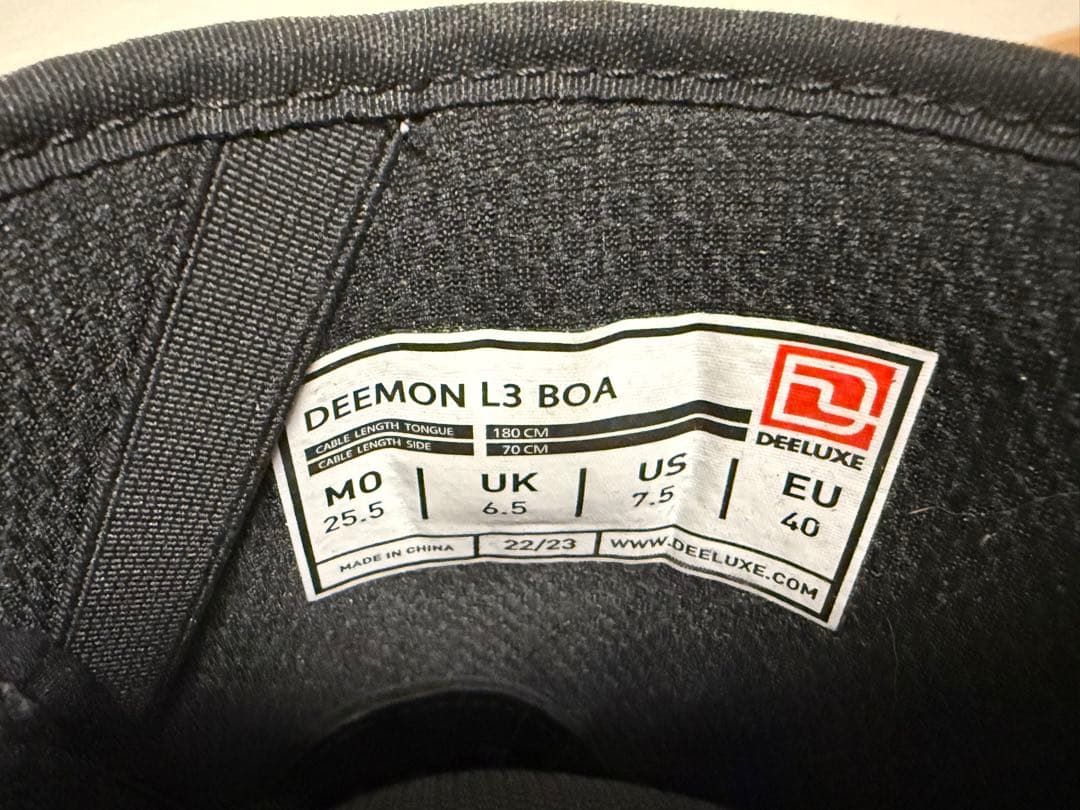 DEEMON L3 BOA
CABLE LENGTH TONGUE 180 CM
CABLE LENGTH SIDE 70 CM
DEELUXE
MO UK US EU
25.5 6.5 7.5 40
MADE IN CHINA 22/23 WWW.DEELUXE.COM